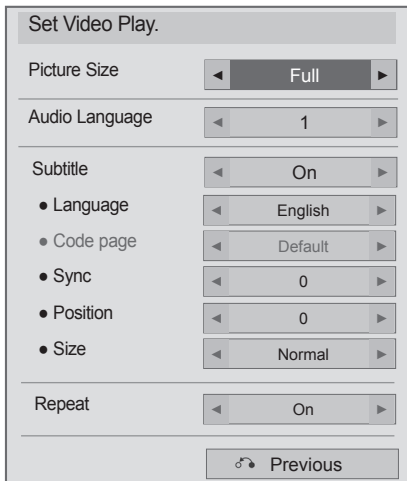 Set Video Play.
Picture Size ◄ Full ►
Audio Language ◄ 1 ►
Subtitle ◄ On ►
● Language ◄ English ►
● Code page ◄ Default ►
● Sync ◄ 0 ►
● Position ◄ 0 ►
● Size ◄ Normal ►
Repeat ◄ On ►
Previous